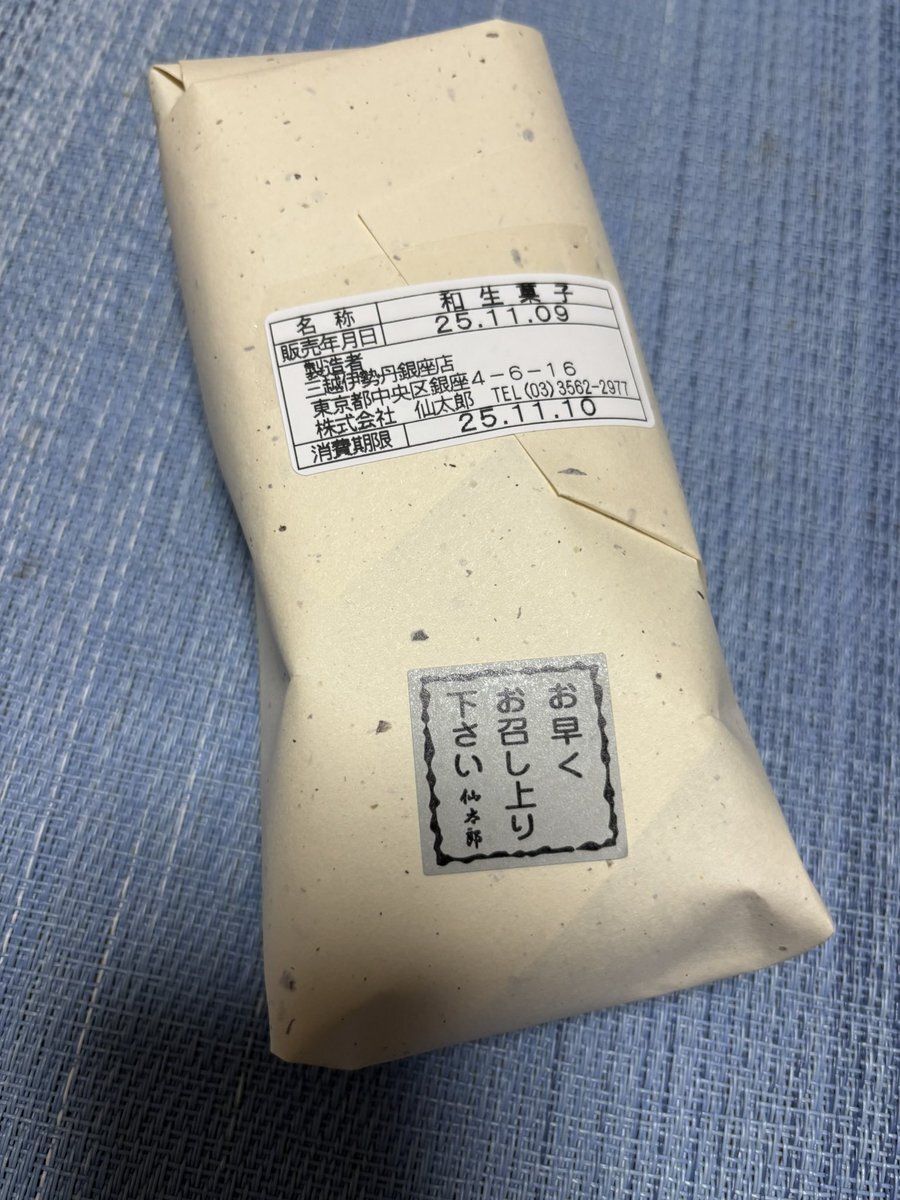 名称 和生菓子
販売年月日 25.11.09
製造者
三越伊勢丹銀座店
東京都中央区銀座4-6-16
株式会社 仙太郎 TEL(03)3562-2977
消費期限 25.11.10
お早く
お召し上り
下さい 仙太郎